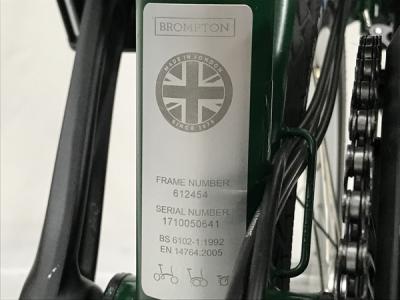 BROMPTON
MADE IN LONDON
SINCE 1976
FRAME NUMBER:
612454
SERIAL NUMBER:
1710050641
BS 6102-1:1992
EN 14764:2005